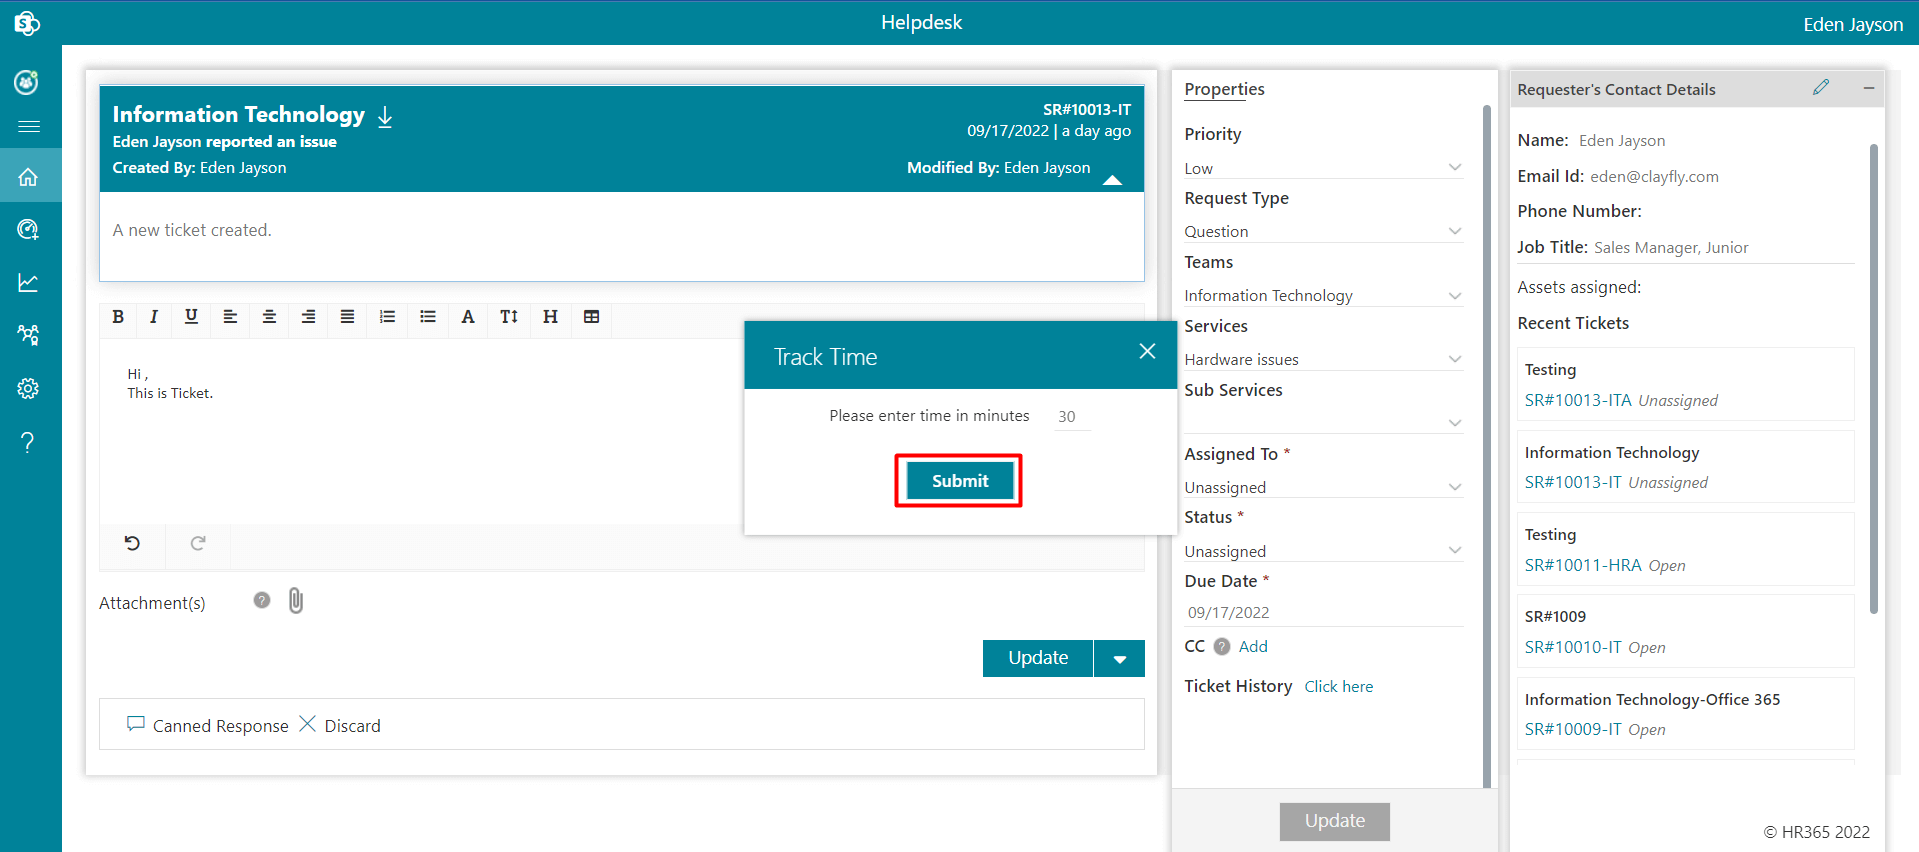 Helpdesk
Eden Jayson
Information Technology
SR#10013-IT
Eden Jayson reported an issue
09/17/2022 | a day ago
Created By: Eden Jayson
Modified By: Eden Jayson
A new ticket created.
B I U A T H
Hi ,
This is Ticket.
Attachment(s) ?
Update
Canned Response Discard
Track Time
Please enter time in minutes 30
Submit
Properties
Priority
Low
Request Type
Question
Teams
Information Technology
Services
Hardware issues
Sub Services
Assigned To *
Unassigned
Status *
Unassigned
Due Date *
09/17/2022
CC ? Add
Ticket History Click here
Update
Requester's Contact Details
Name: Eden Jayson
Email Id: eden@clayfly.com
Phone Number:
Job Title: Sales Manager, Junior
Assets assigned:
Recent Tickets
Testing
SR#10013-ITA Unassigned
Information Technology
SR#10013-IT Unassigned
Testing
SR#10011-HRA Open
SR#1009
SR#10010-IT Open
Information Technology-Office 365
SR#10009-IT Open
© HR365 2022